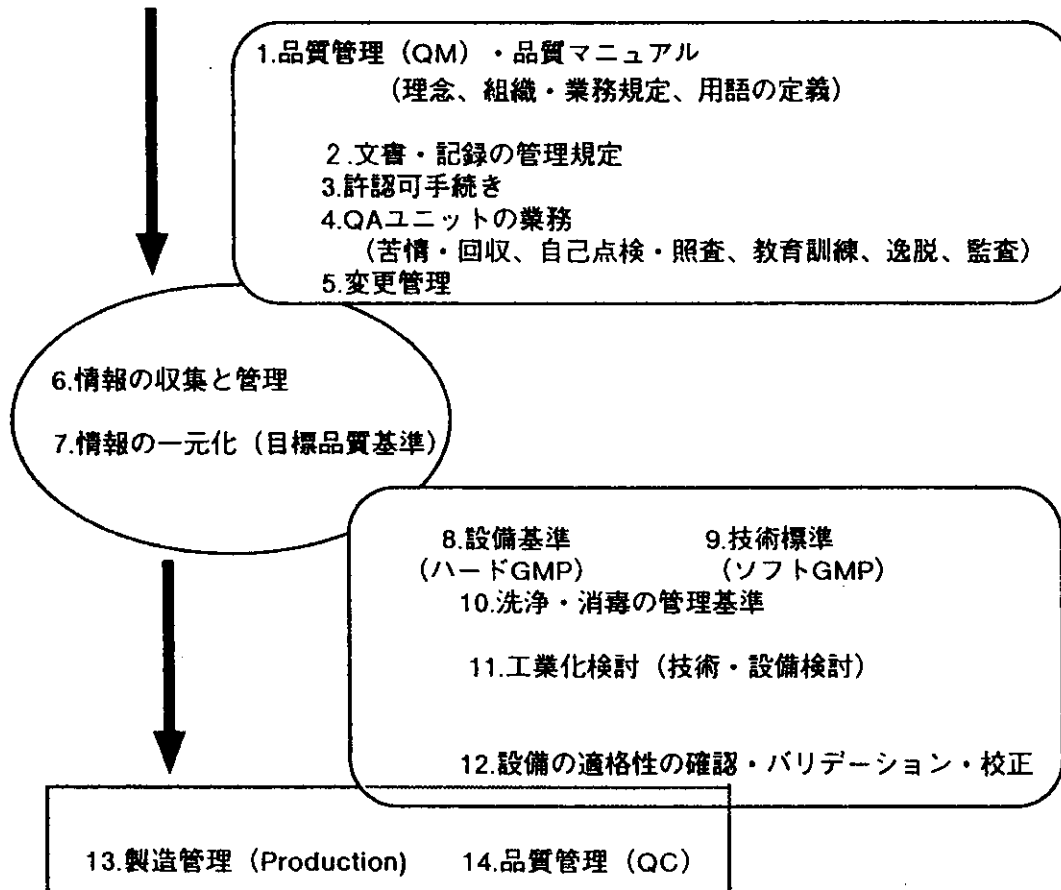 1.品質管理（QM）・品質マニュアル
（理念、組織・業務規定、用語の定義）
2.文書・記録の管理規定
3.許認可手続き
4.QAユニットの業務
（苦情・回収、自己点検・照査、教育訓練、逸脱、監査）
5.変更管理
6.情報の収集と管理
7.情報の一元化（目標品質基準）
8.設備基準 9.技術標準
（ハードGMP） （ソフトGMP）
10.洗浄・消毒の管理基準
11.工業化検討（技術・設備検討）
12.設備の適格性の確認・バリデーション・校正
13.製造管理（Production） 14.品質管理（QC）